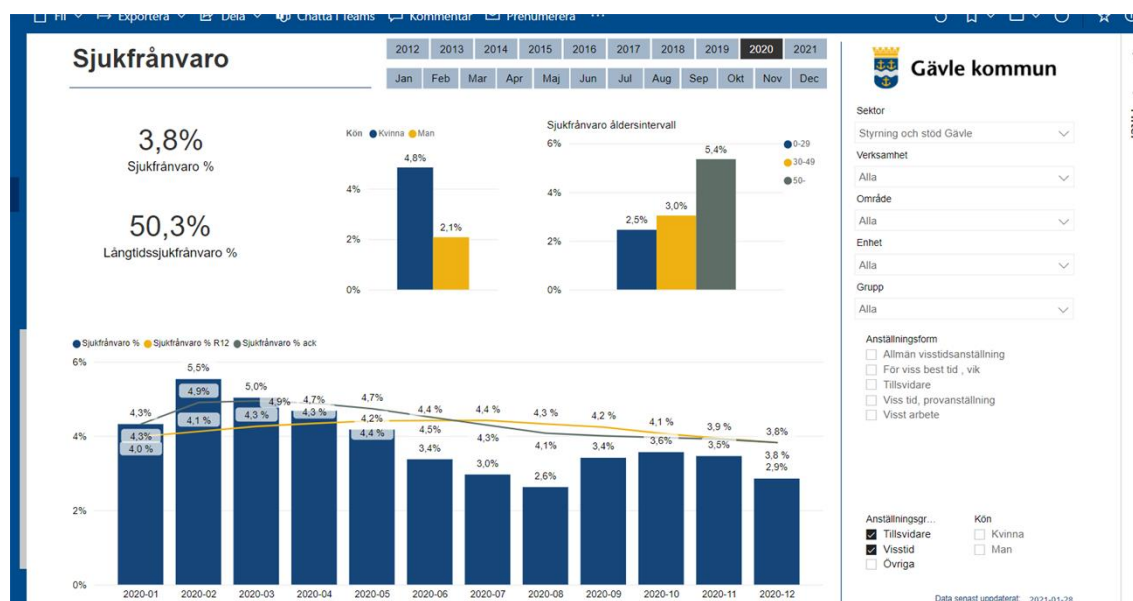 Fil Exportera Dela Chatta i Teams Kommentar Prenumerera ...
Sjukfrånvaro
2012 2013 2014 2015 2016 2017 2018 2019 2020 2021
Jan Feb Mar Apr Maj Jun Jul Aug Sep Okt Nov Dec
Gävle kommun
3,8%
Sjukfrånvaro %
50,3%
Långtidssjukfrånvaro %
Kön Kvinna Man
4,8%
2,1%
4%
2%
0%
Sjukfrånvaro åldersintervall
0-29
30-49
50-
6%
4%
2%
0%
2,5%
3,0%
5,4%
Sektor
Styrning och stöd Gävle
Verksamhet
Alla
Område
Alla
Enhet
Alla
Grupp
Alla
Anställningsform
Allmän visstidsanställning
För viss best tid , vik
Tillsvidare
Viss tid, provanställning
Visst arbete
Anställningsgr...
Tillsvidare
Visstid
Övriga
Kön
Kvinna
Man
Data senast uppdaterat: 2021-01-28
Sjukfrånvaro % Sjukfrånvaro % R12 Sjukfrånvaro % ack
6%
4%
2%
0%
4,3% 5,5% 5,0% 4,7% 4,7% 4,4 % 4,4 % 4,3 % 4,2 % 4,1 % 3,9 % 3,8%
4,9% 4,9%
4,3% 4,1 % 4,3 % 4,3 % 4,2% 4,5% 4,3% 4,1% 3,4% 3,6% 3,5% 3,8 %
4,0 % 4,4 % 3,4% 3,0% 2,6% 2,9%
2020-01 2020-02 2020-03 2020-04 2020-05 2020-06 2020-07 2020-08 2020-09 2020-10 2020-11 2020-12